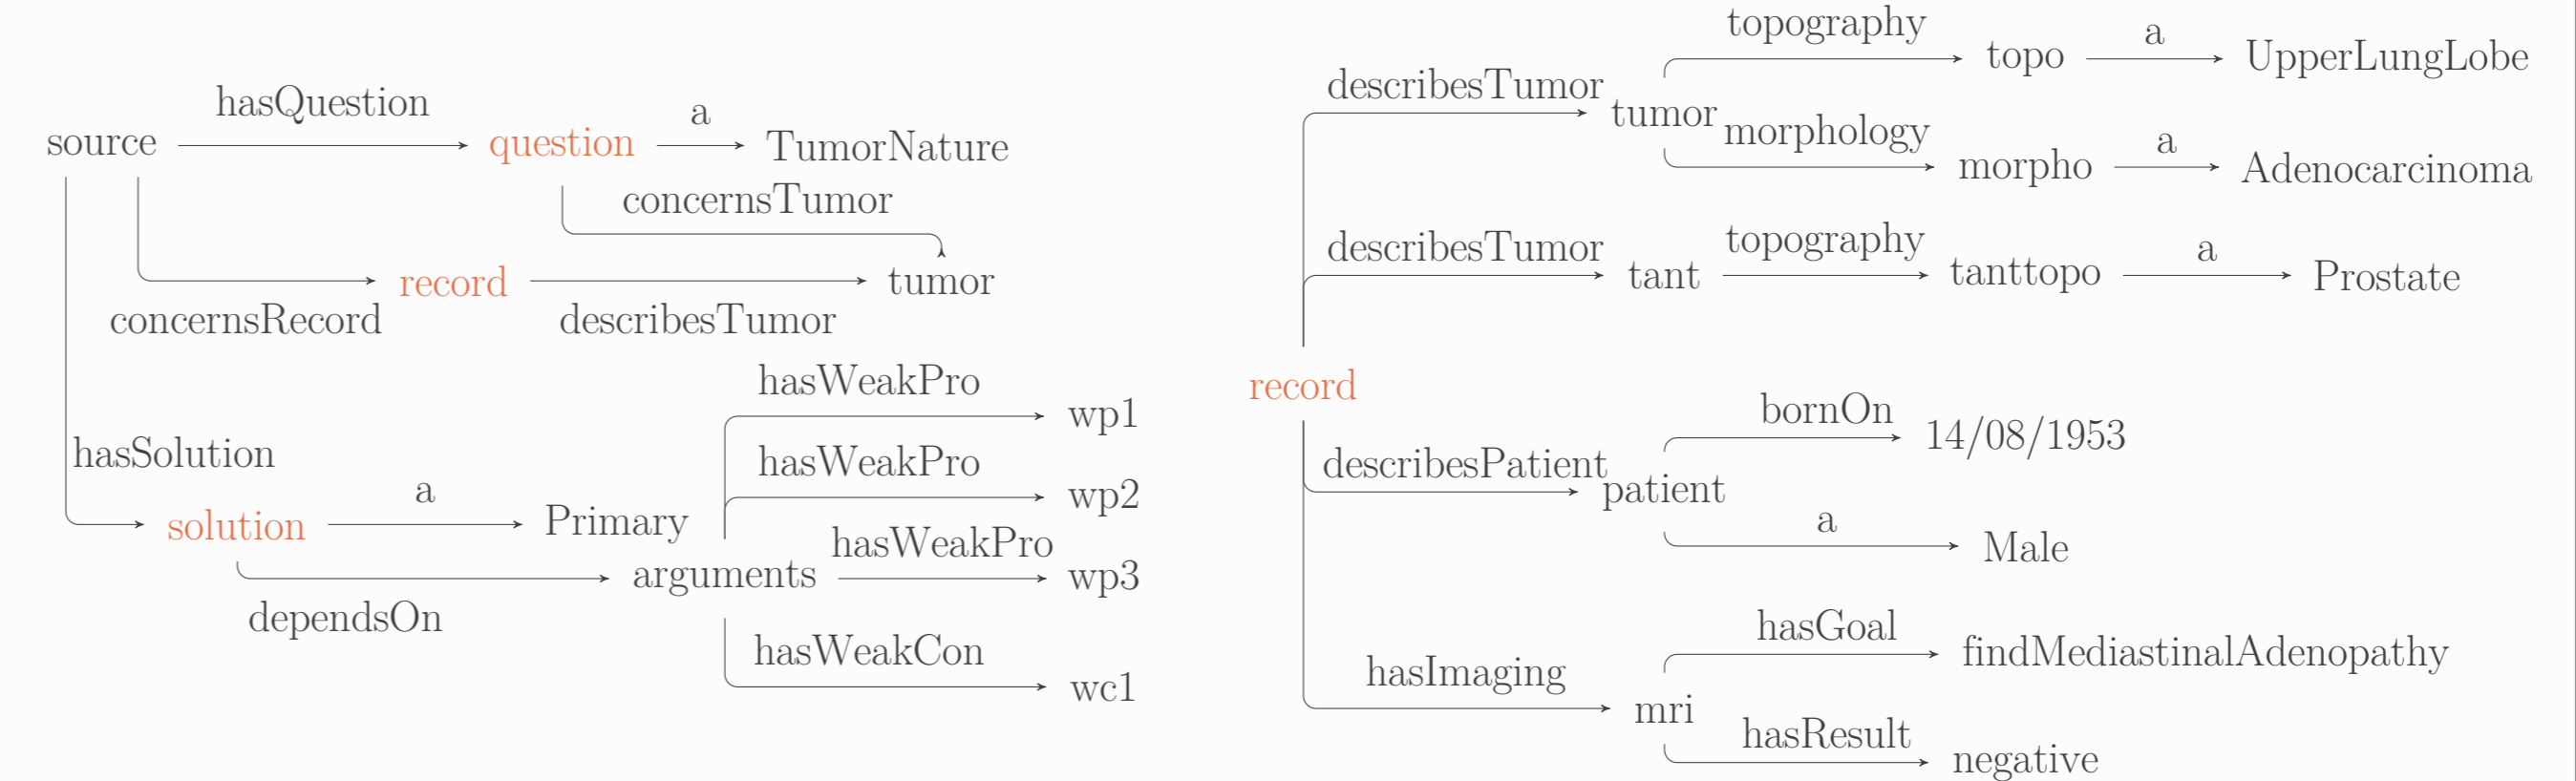 hasQuestion
a
source
question
TumorNature
concernsTumor
record
tumor
concernsRecord
describesTumor
hasWeakPro
wp1
hasSolution
hasWeakPro
a
wp2
solution
Primary
hasWeakPro
arguments
wp3
dependsOn
hasWeakCon
wc1
topography
a
topo
UpperLungLobe
describesTumor
tumor
morphology
a
morpho
Adenocarcinoma
describesTumor
topography
a
tant
tanttopo
Prostate
record
bornOn
14/08/1953
describesPatient
patient
a
Male
hasGoal
findMediastinalAdenopathy
hasImaging
mri
hasResult
negative